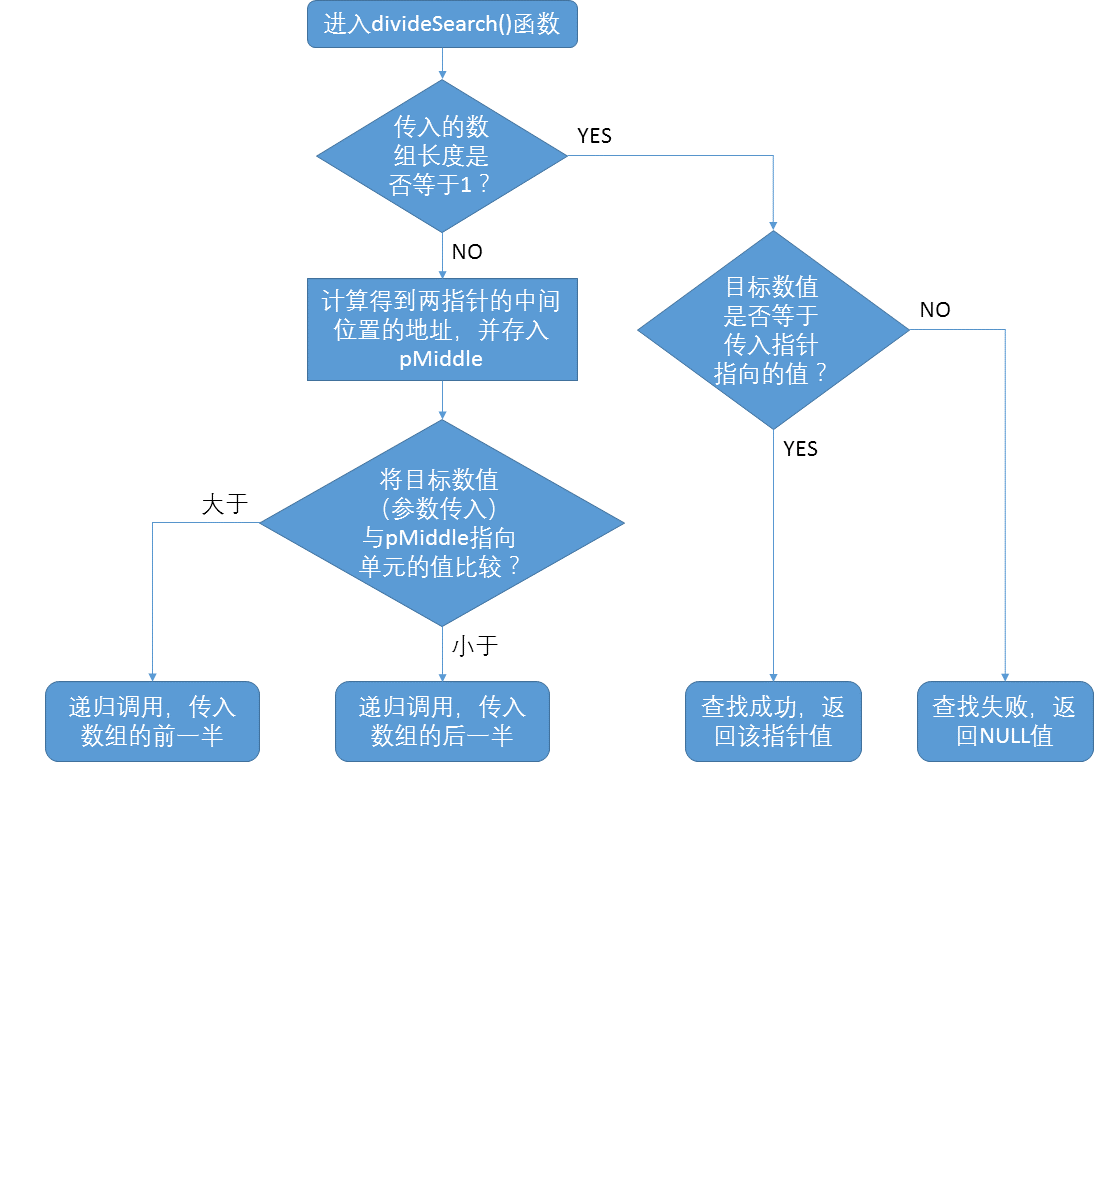 进入divideSearch()函数
传入的数
组长度是
否等于1？
YES
NO
计算得到两指针的中间
位置的地址，并存入
pMiddle
目标数值
是否等于
传入指针
指向的值？
NO
YES
将目标数值
（参数传入）
与pMiddle指向
单元的值比较？
大于
小于
递归调用，传入
数组的前一半
递归调用，传入
数组的后一半
查找成功，返
回该指针值
查找失败，返
回NULL值